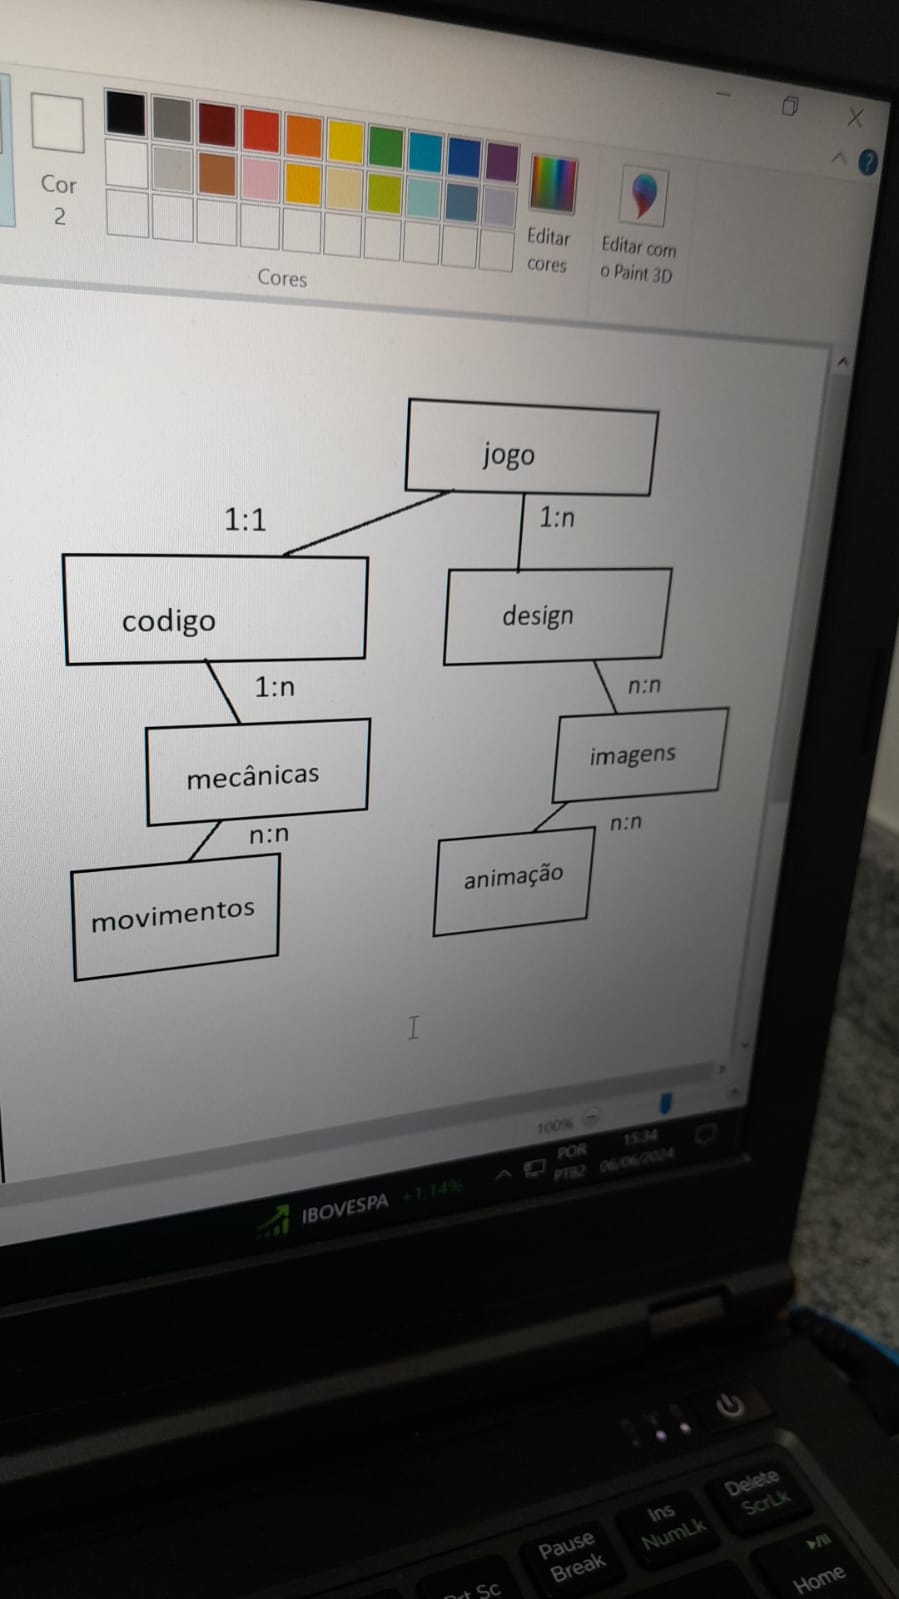 Cor
2
Cores
Editar
cores
Editar com
o Paint 3D
?
jogo
1:1
1:n
codigo
design
1:n
n:n
mecânicas
imagens
n:n
n:n
movimentos
animação
100%
IBOVESPA +1,14%
POR
PTB2
15:34
06/06/2024
Delete
ScrLk
Ins
NumLk
Pause
Break
Home